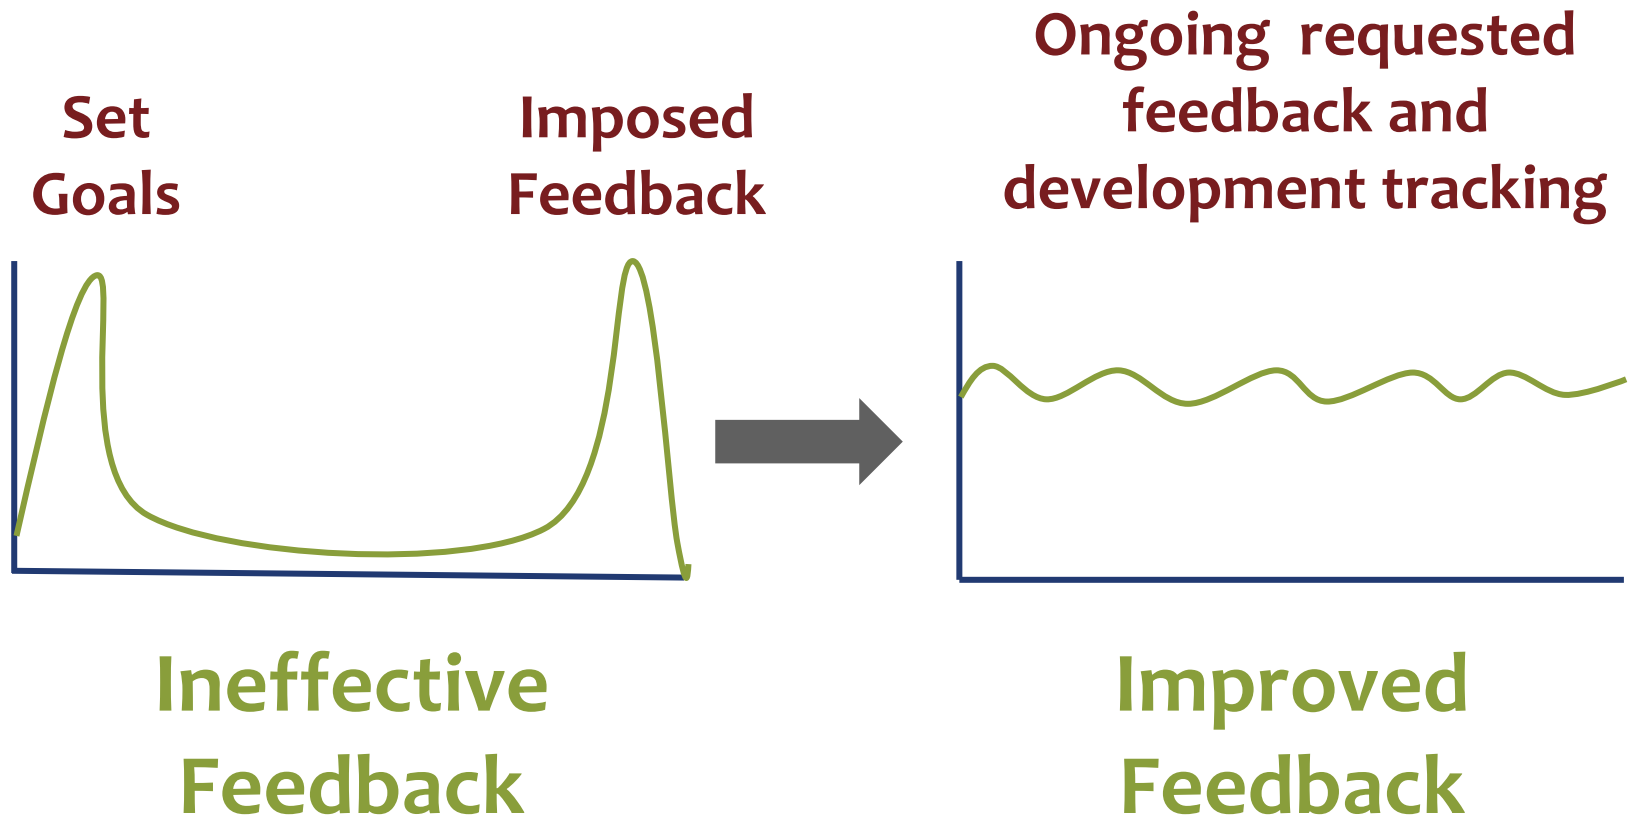 Set
Goals
Imposed
Feedback
Ongoing requested
feedback and
development tracking
Ineffective
Feedback
Improved
Feedback